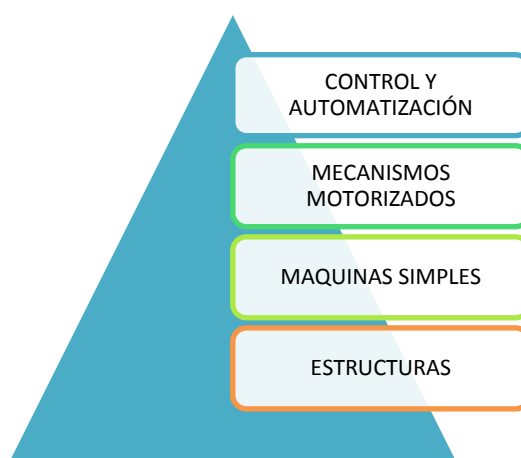 CONTROL Y
AUTOMATIZACIÓN
MECANISMOS
MOTORIZADOS
MAQUINAS SIMPLES
ESTRUCTURAS